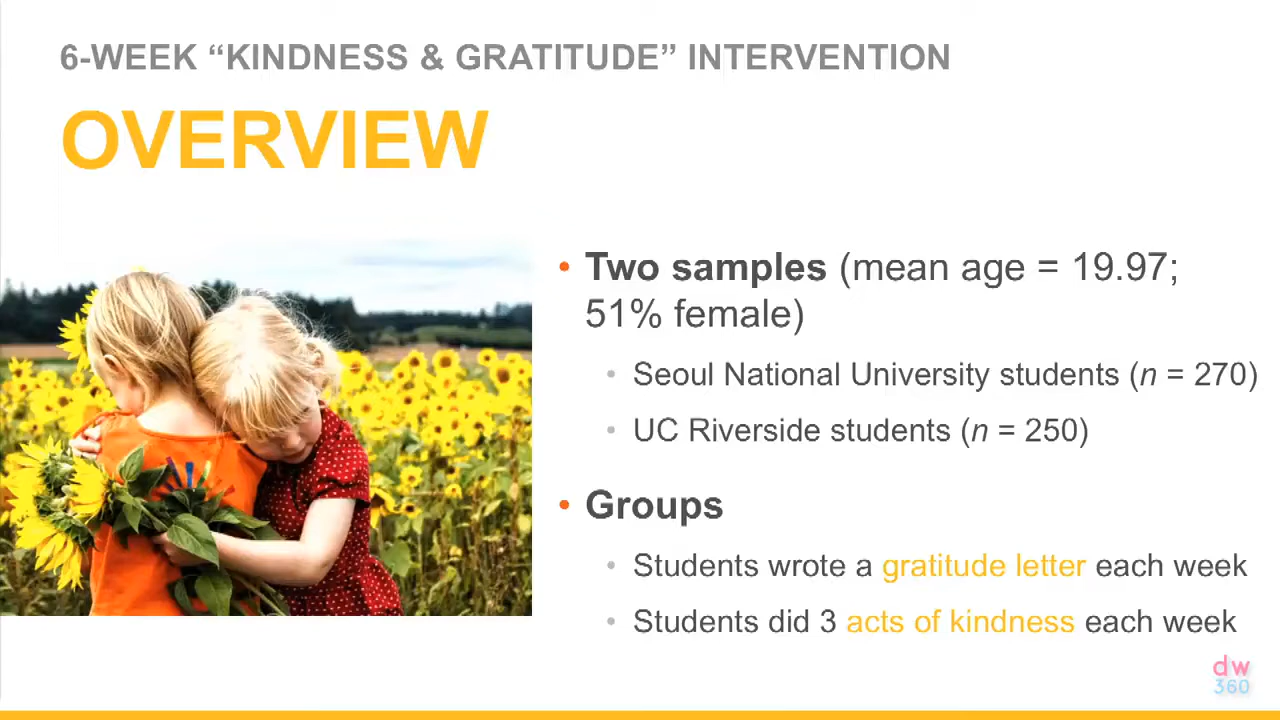 6-WEEK “KINDNESS & GRATITUDE” INTERVENTION
OVERVIEW
• Two samples (mean age = 19.97;
51% female)
• Seoul National University students (n = 270)
• UC Riverside students (n = 250)
• Groups
• Students wrote a gratitude letter each week
• Students did 3 acts of kindness each week
dw
360